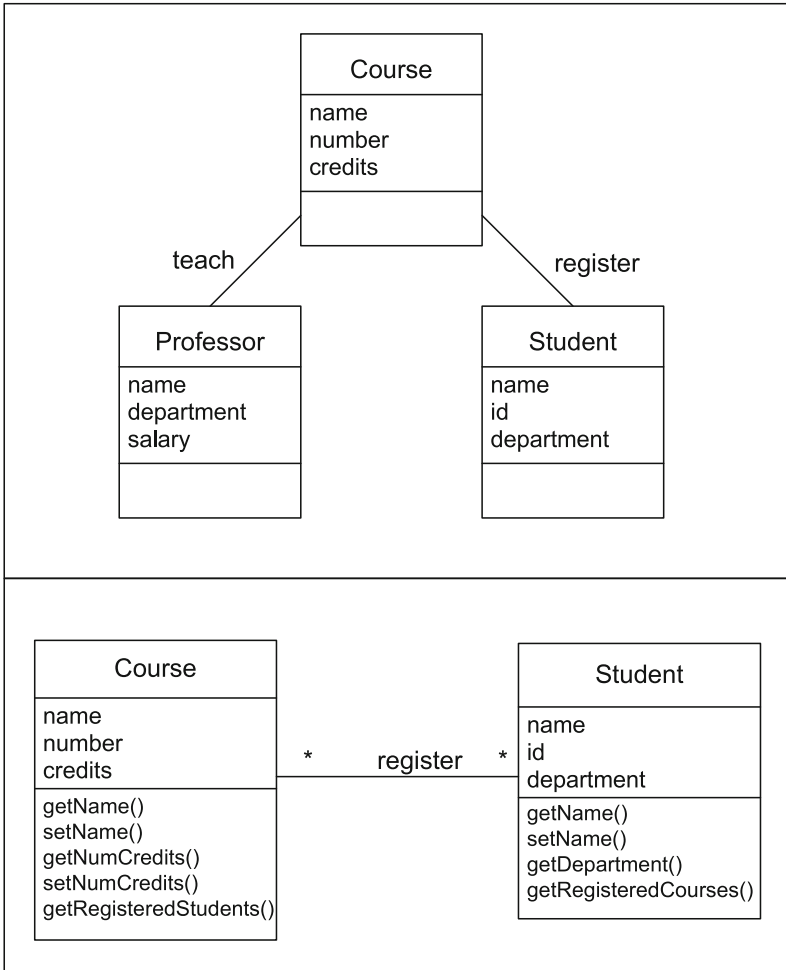 Course
name
number
credits
teach
register
Professor
name
department
salary
Student
name
id
department
Course
name
number
credits
getName()
setName()
getNumCredits()
setNumCredits()
getRegisteredStudents()
* register *
Student
name
id
department
getName()
setName()
getDepartment()
getRegisteredCourses()